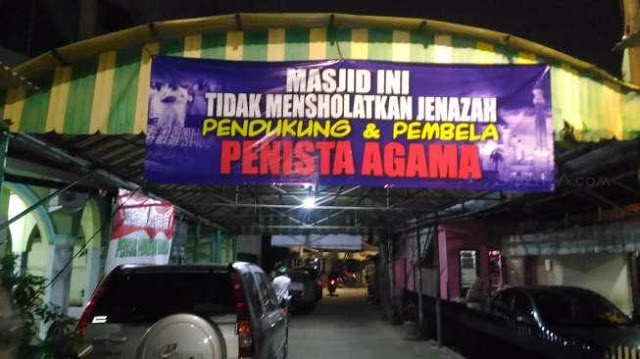 MASJID INI
TIDAK MENSHOLATKAN JENAZAH
PENDUKUNG & PEMBELA
PENISTA AGAMA